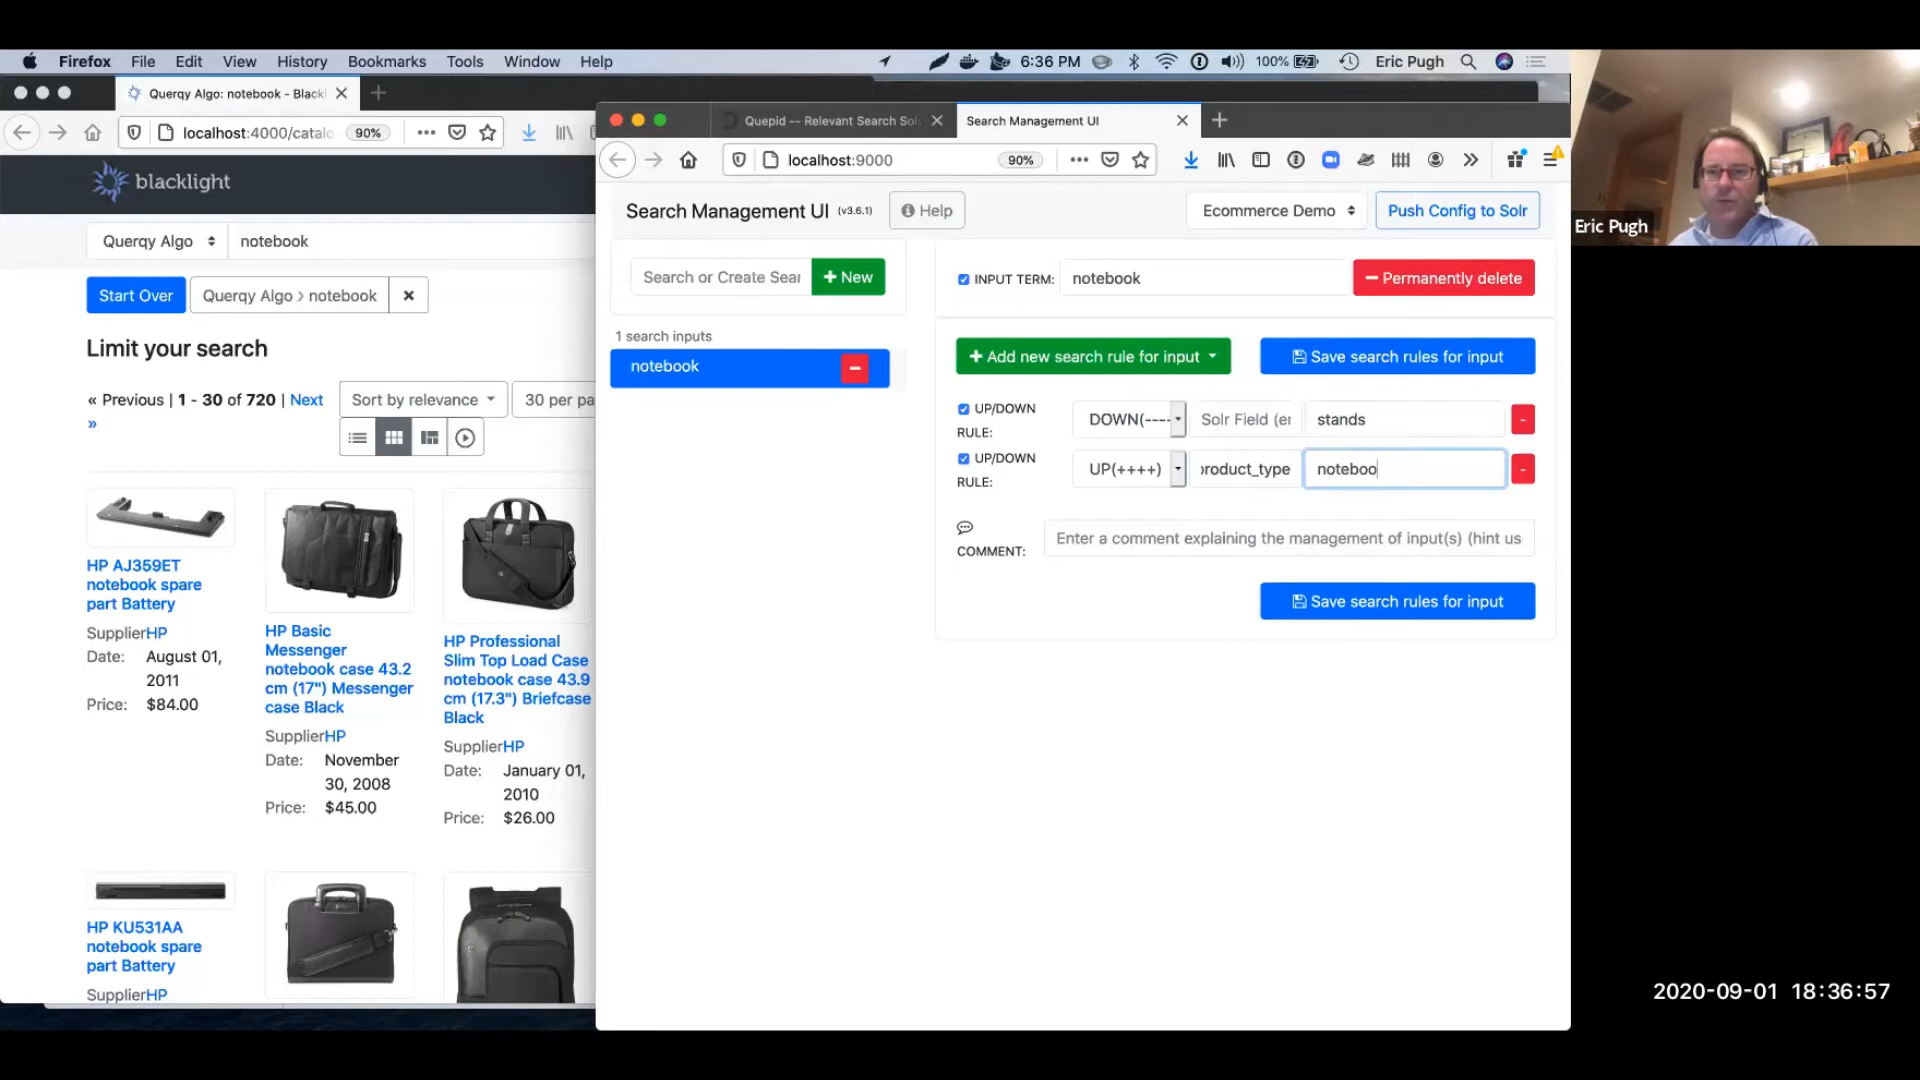 Firefox File Edit View History Bookmarks Tools Window Help 6:36 PM 100% Eric Pugh
Querqy Algo: notebook - Blackl
localhost:4000/catalo 90%
blacklight
Querqy Algo notebook
Start Over Querqy Algo › notebook ×
Limit your search
« Previous | 1 - 30 of 720 | Next
»
Sort by relevance 30 per pa
HP AJ359ET
notebook spare
part Battery
SupplierHP
Date: August 01,
2011
Price: $84.00
HP Basic
Messenger
notebook case 43.2
cm (17") Messenger
case Black
SupplierHP
Date: November
30, 2008
Price: $45.00
HP Professional
Slim Top Load Case
notebook case 43.9
cm (17.3") Briefcase
Black
SupplierHP
Date: January 01,
2010
Price: $26.00
HP KU531AA
notebook spare
part Battery
SupplierHP
Quepid -- Relevant Search Sol
Search Management UI
localhost:9000 90%
Search Management UI (v3.6.1) Help Ecommerce Demo Push Config to Solr
Search or Create Sear + New
1 search inputs
notebook
INPUT TERM: notebook Permanently delete
+ Add new search rule for input Save search rules for input
UP/DOWN
RULE: DOWN(---- Solr Field (er stands -
UP/DOWN
RULE: UP(++++) product_type noteboo -
COMMENT: Enter a comment explaining the management of input(s) (hint us
Save search rules for input
Eric Pugh
2020-09-01 18:36:57